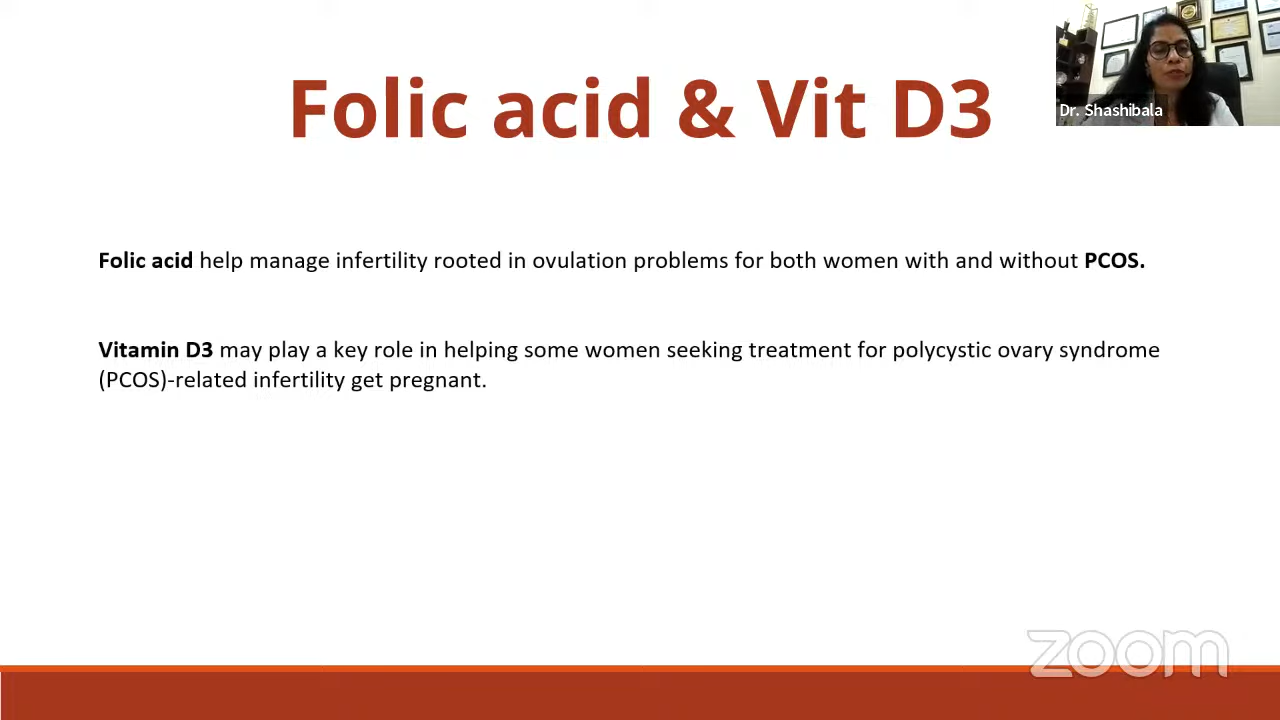 Folic acid & Vit D3
Dr. Shashibala
Folic acid help manage infertility rooted in ovulation problems for both women with and without PCOS.
Vitamin D3 may play a key role in helping some women seeking treatment for polycystic ovary syndrome
(PCOS)-related infertility get pregnant.
zoom